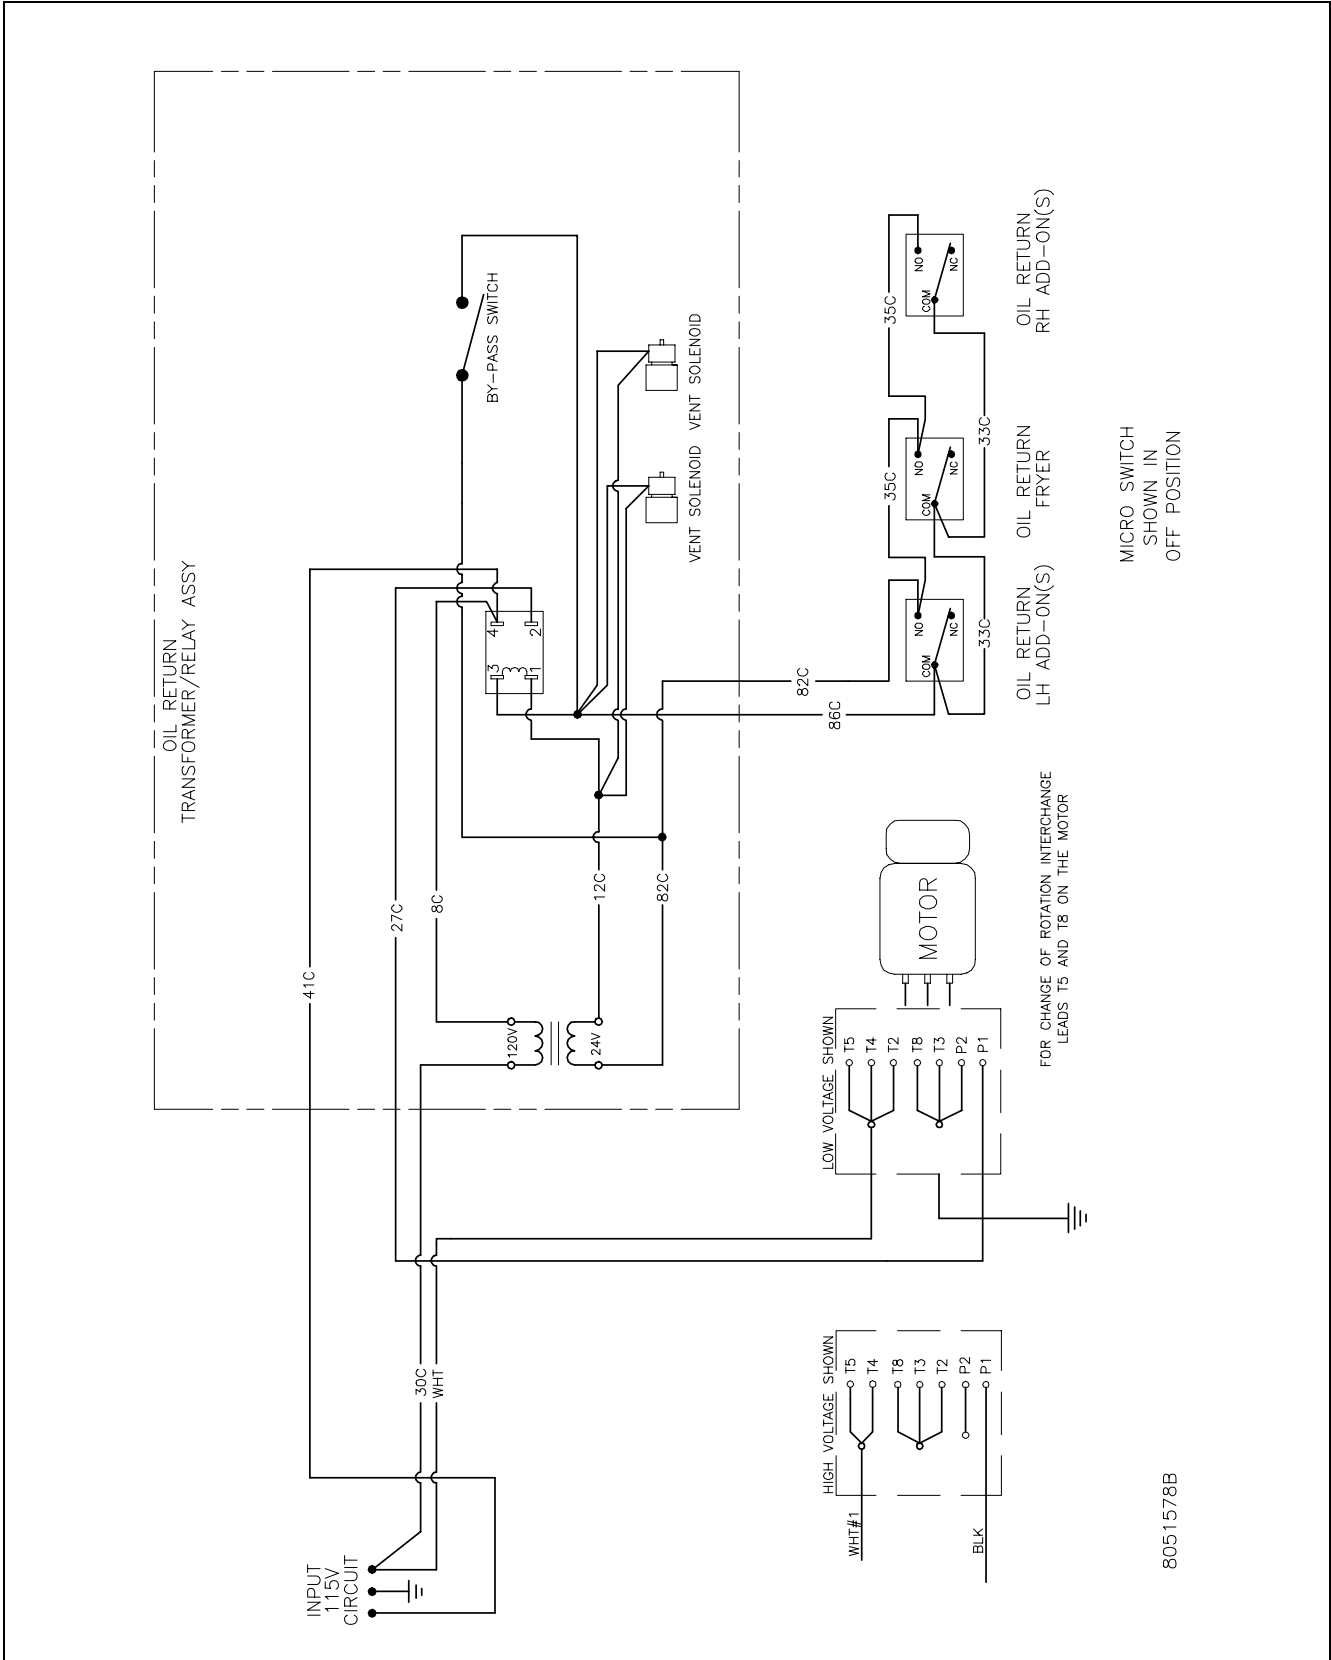 OIL RETURN
TRANSFORMER/RELAY ASSY
BY-PASS SWITCH
VENT SOLENOID
VENT SOLENOID
4
2
3
1
41C
27C
8C
12C
82C
120V
24V
82C
86C
35C
NO
COM
NC
OIL RETURN
RH ADD-ON(S)
33C
35C
NO
COM
NC
OIL RETURN
FRYER
33C
NO
COM
NC
OIL RETURN
LH ADD-ON(S)
MICRO SWITCH
SHOWN IN
OFF POSITION
MOTOR
FOR CHANGE OF ROTATION INTERCHANGE
LEADS T5 AND T8 ON THE MOTOR
LOW VOLTAGE SHOWN
T5
T4
T2
T8
T3
P2
P1
HIGH VOLTAGE SHOWN
T5
T4
T8
T3
T2
P2
P1
WHT#1
BLK
30C
WHT
INPUT
115V
CIRCUIT
8051578B